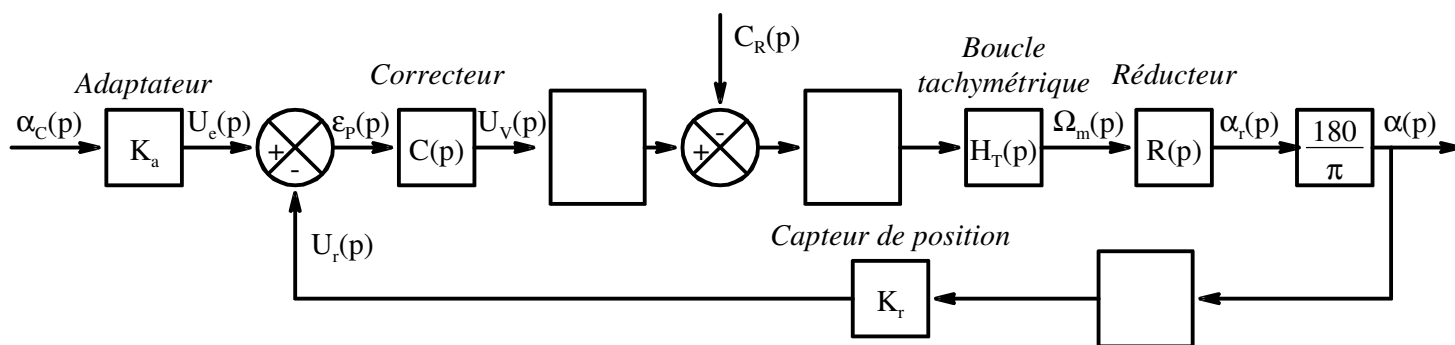 C_R(p)
Boucle
tachymétrique
Adaptateur
Correcteur
Réducteur
α_C(p)
K_a
U_e(p)
+
-
ε_P(p)
C(p)
U_V(p)
-
+
H_T(p)
Ω_m(p)
R(p)
α_r(p)
180
π
α(p)
U_r(p)
Capteur de position
K_r